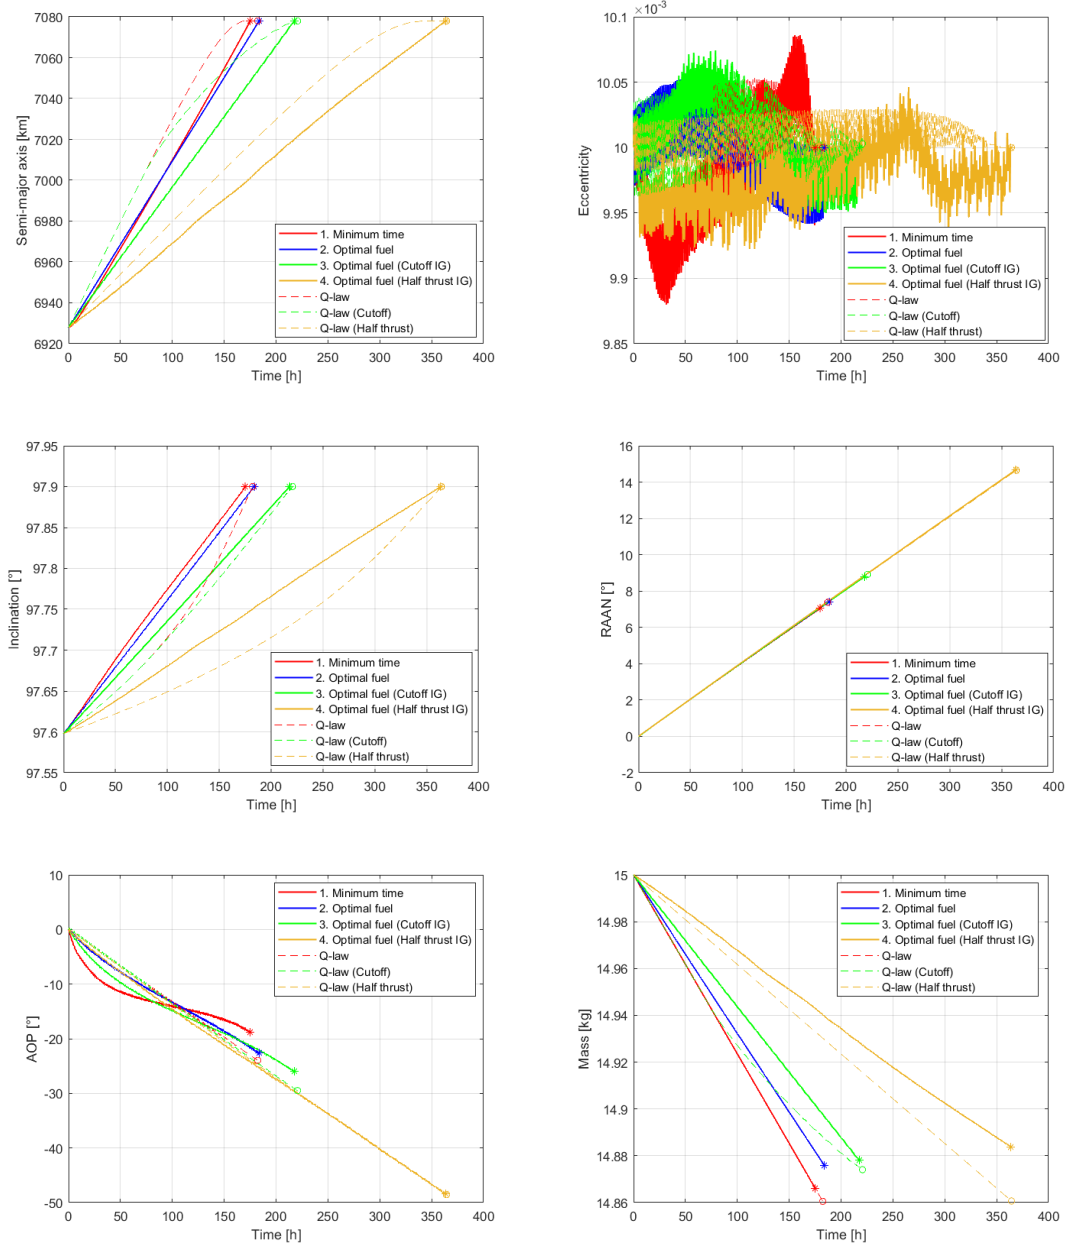 7080
7060
7040
7020
7000
6980
6960
6940
6920
0 50 100 150 200 250 300 350 400
Semi-major axis [km]
Time [h]
1. Minimum time
2. Optimal fuel
3. Optimal fuel (Cutoff IG)
4. Optimal fuel (Half thrust IG)
Q-law
Q-law (Cutoff)
Q-law (Half thrust)
×10⁻³
10.1
10.05
10
9.95
9.9
9.85
0 50 100 150 200 250 300 350 400
Eccentricity
Time [h]
1. Minimum time
2. Optimal fuel
3. Optimal fuel (Cutoff IG)
4. Optimal fuel (Half thrust IG)
Q-law
Q-law (Cutoff)
Q-law (Half thrust)
97.95
97.9
97.85
97.8
97.75
97.7
97.65
97.6
97.55
0 50 100 150 200 250 300 350 400
Inclination [°]
Time [h]
1. Minimum time
2. Optimal fuel
3. Optimal fuel (Cutoff IG)
4. Optimal fuel (Half thrust IG)
Q-law
Q-law (Cutoff)
Q-law (Half thrust)
16
14
12
10
8
6
4
2
0
-2
0 50 100 150 200 250 300 350 400
RAAN [°]
Time [h]
1. Minimum time
2. Optimal fuel
3. Optimal fuel (Cutoff IG)
4. Optimal fuel (Half thrust IG)
Q-law
Q-law (Cutoff)
Q-law (Half thrust)
10
0
-10
-20
-30
-40
-50
0 50 100 150 200 250 300 350 400
AOP [°]
Time [h]
1. Minimum time
2. Optimal fuel
3. Optimal fuel (Cutoff IG)
4. Optimal fuel (Half thrust IG)
Q-law
Q-law (Cutoff)
Q-law (Half thrust)
15
14.98
14.96
14.94
14.92
14.9
14.88
14.86
0 50 100 150 200 250 300 350 400
Mass [kg]
Time [h]
1. Minimum time
2. Optimal fuel
3. Optimal fuel (Cutoff IG)
4. Optimal fuel (Half thrust IG)
Q-law
Q-law (Cutoff)
Q-law (Half thrust)